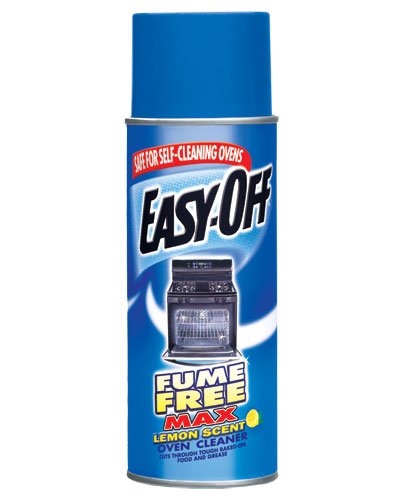 SAFE FOR SELF-CLEANING OVENS
EASY-OFF
FUME
FREE
MAX
LEMON SCENT
OVEN CLEANER
CUTS THROUGH TOUGH BAKED-ON
FOOD AND GREASE